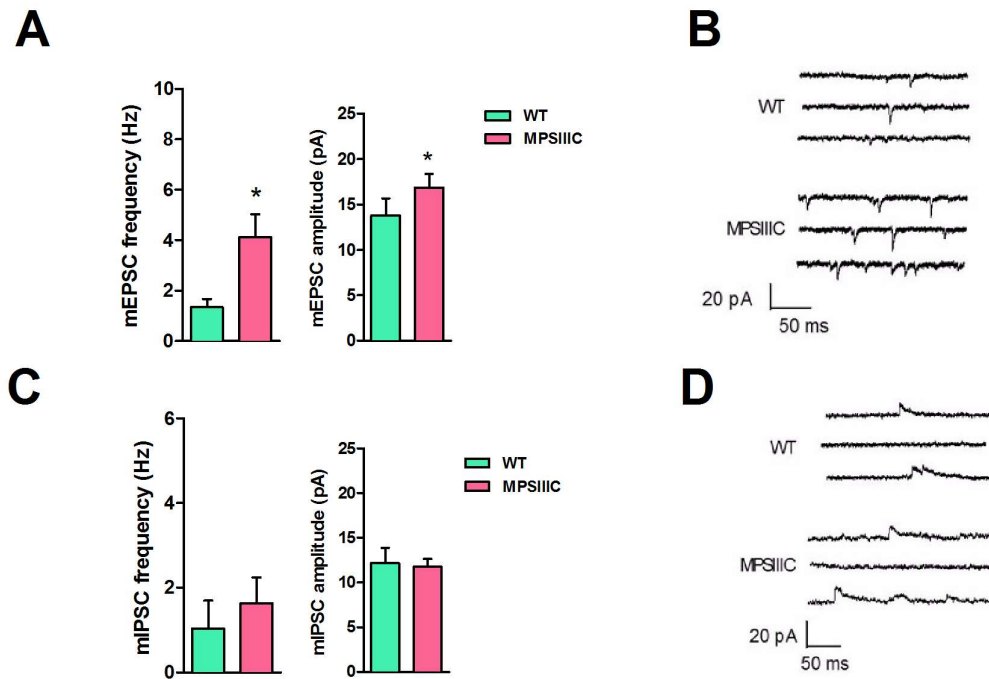 A
mEPSC frequency (Hz)
10
8
6
4
2
0
*
mEPSC amplitude (pA)
25
20
15
10
5
0
*
WT
MPSIIIC
B
WT
MPSIIIC
20 pA
50 ms
C
mIPSC frequency (Hz)
6
4
2
0
mIPSC amplitude (pA)
25
20
15
10
5
0
WT
MPSIIIC
D
WT
MPSIIIC
20 pA
50 ms